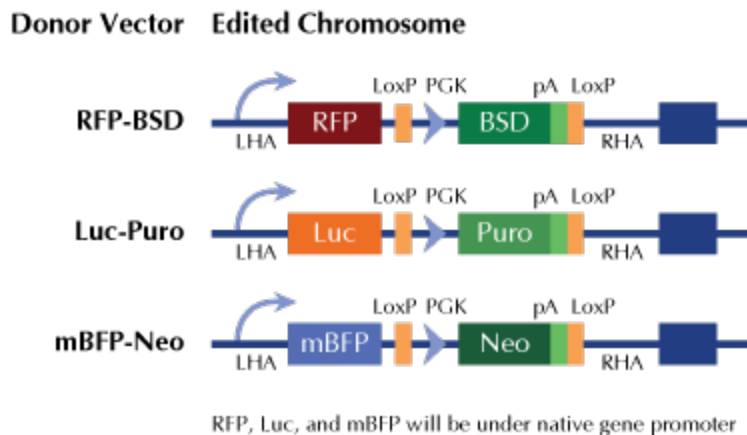 Donor Vector Edited Chromosome
LoxP PGK pA LoxP
RFP-BSD RFP BSD
LHA RHA
LoxP PGK pA LoxP
Luc-Puro Luc Puro
LHA RHA
LoxP PGK pA LoxP
mBFP-Neo mBFP Neo
LHA RHA
RFP, Luc, and mBFP will be under native gene promoter